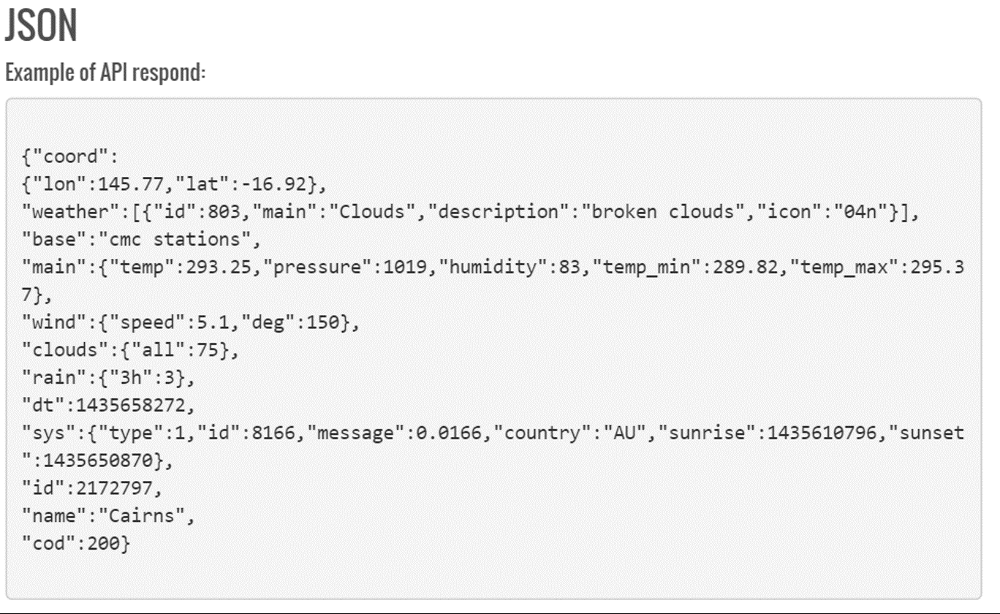 JSON
Example of API respond:
{"coord":
{"lon":145.77,"lat":-16.92},
"weather":[{"id":803,"main":"Clouds","description":"broken clouds","icon":"04n"}],
"base":"cmc stations",
"main":{"temp":293.25,"pressure":1019,"humidity":83,"temp_min":289.82,"temp_max":295.3
7},
"wind":{"speed":5.1,"deg":150},
"clouds":{"all":75},
"rain":{"3h":3},
"dt":1435658272,
"sys":{"type":1,"id":8166,"message":0.0166,"country":"AU","sunrise":1435610796,"sunset
":1435650870},
"id":2172797,
"name":"Cairns",
"cod":200}